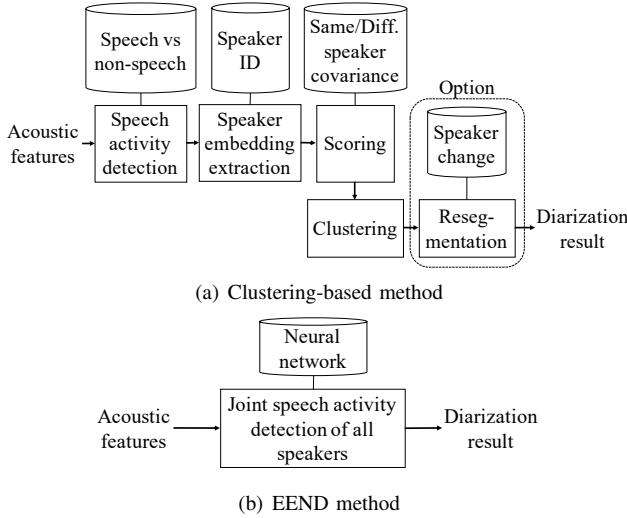 Speech vs
non-speech
Speaker
ID
Same/Diff.
speaker
covariance
Option
Acoustic
features
Speech
activity
detection
Speaker
embedding
extraction
Scoring
Speaker
change
Clustering
Reseg-
mentation
Diarization
result
(a) Clustering-based method
Neural
network
Acoustic
features
Joint speech activity
detection of all
speakers
Diarization
result
(b) EEND method